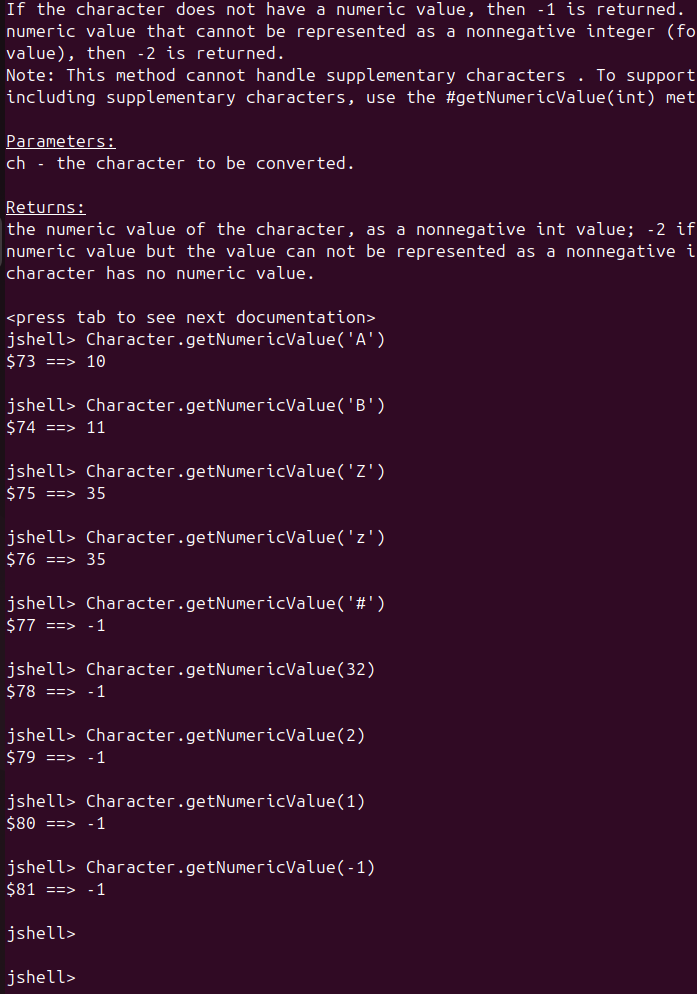 If the character does not have a numeric value, then -1 is returned.
numeric value that cannot be represented as a nonnegative integer (fo
value), then -2 is returned.
Note: This method cannot handle supplementary characters . To support
including supplementary characters, use the #getNumericValue(int) met
Parameters:
ch - the character to be converted.
Returns:
the numeric value of the character, as a nonnegative int value; -2 if
numeric value but the value can not be represented as a nonnegative i
character has no numeric value.
<press tab to see next documentation>
jshell> Character.getNumericValue('A')
$73 ==> 10
jshell> Character.getNumericValue('B')
$74 ==> 11
jshell> Character.getNumericValue('Z')
$75 ==> 35
jshell> Character.getNumericValue('z')
$76 ==> 35
jshell> Character.getNumericValue('#')
$77 ==> -1
jshell> Character.getNumericValue(32)
$78 ==> -1
jshell> Character.getNumericValue(2)
$79 ==> -1
jshell> Character.getNumericValue(1)
$80 ==> -1
jshell> Character.getNumericValue(-1)
$81 ==> -1
jshell>
jshell>